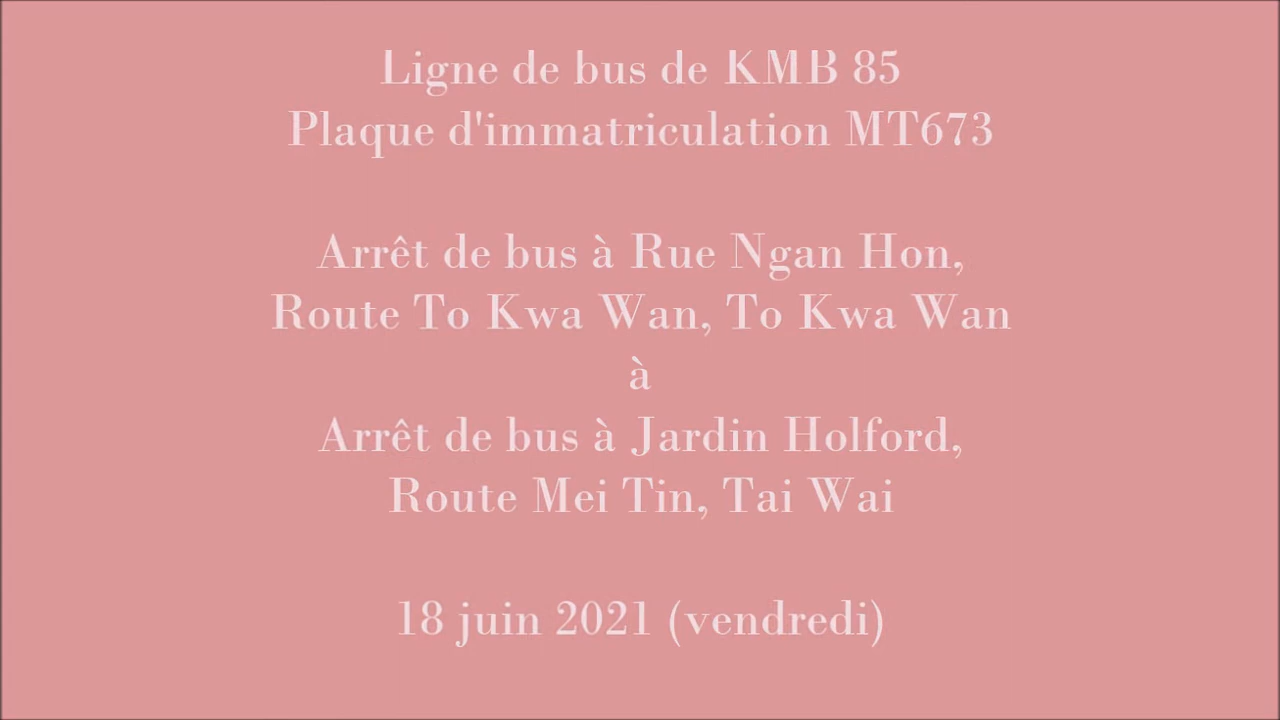 Ligne de bus de KMB 85
Plaque d'immatriculation MT673
Arrêt de bus à Rue Ngan Hon,
Route To Kwa Wan, To Kwa Wan
à
Arrêt de bus à Jardin Holford,
Route Mei Tin, Tai Wai
18 juin 2021 (vendredi)